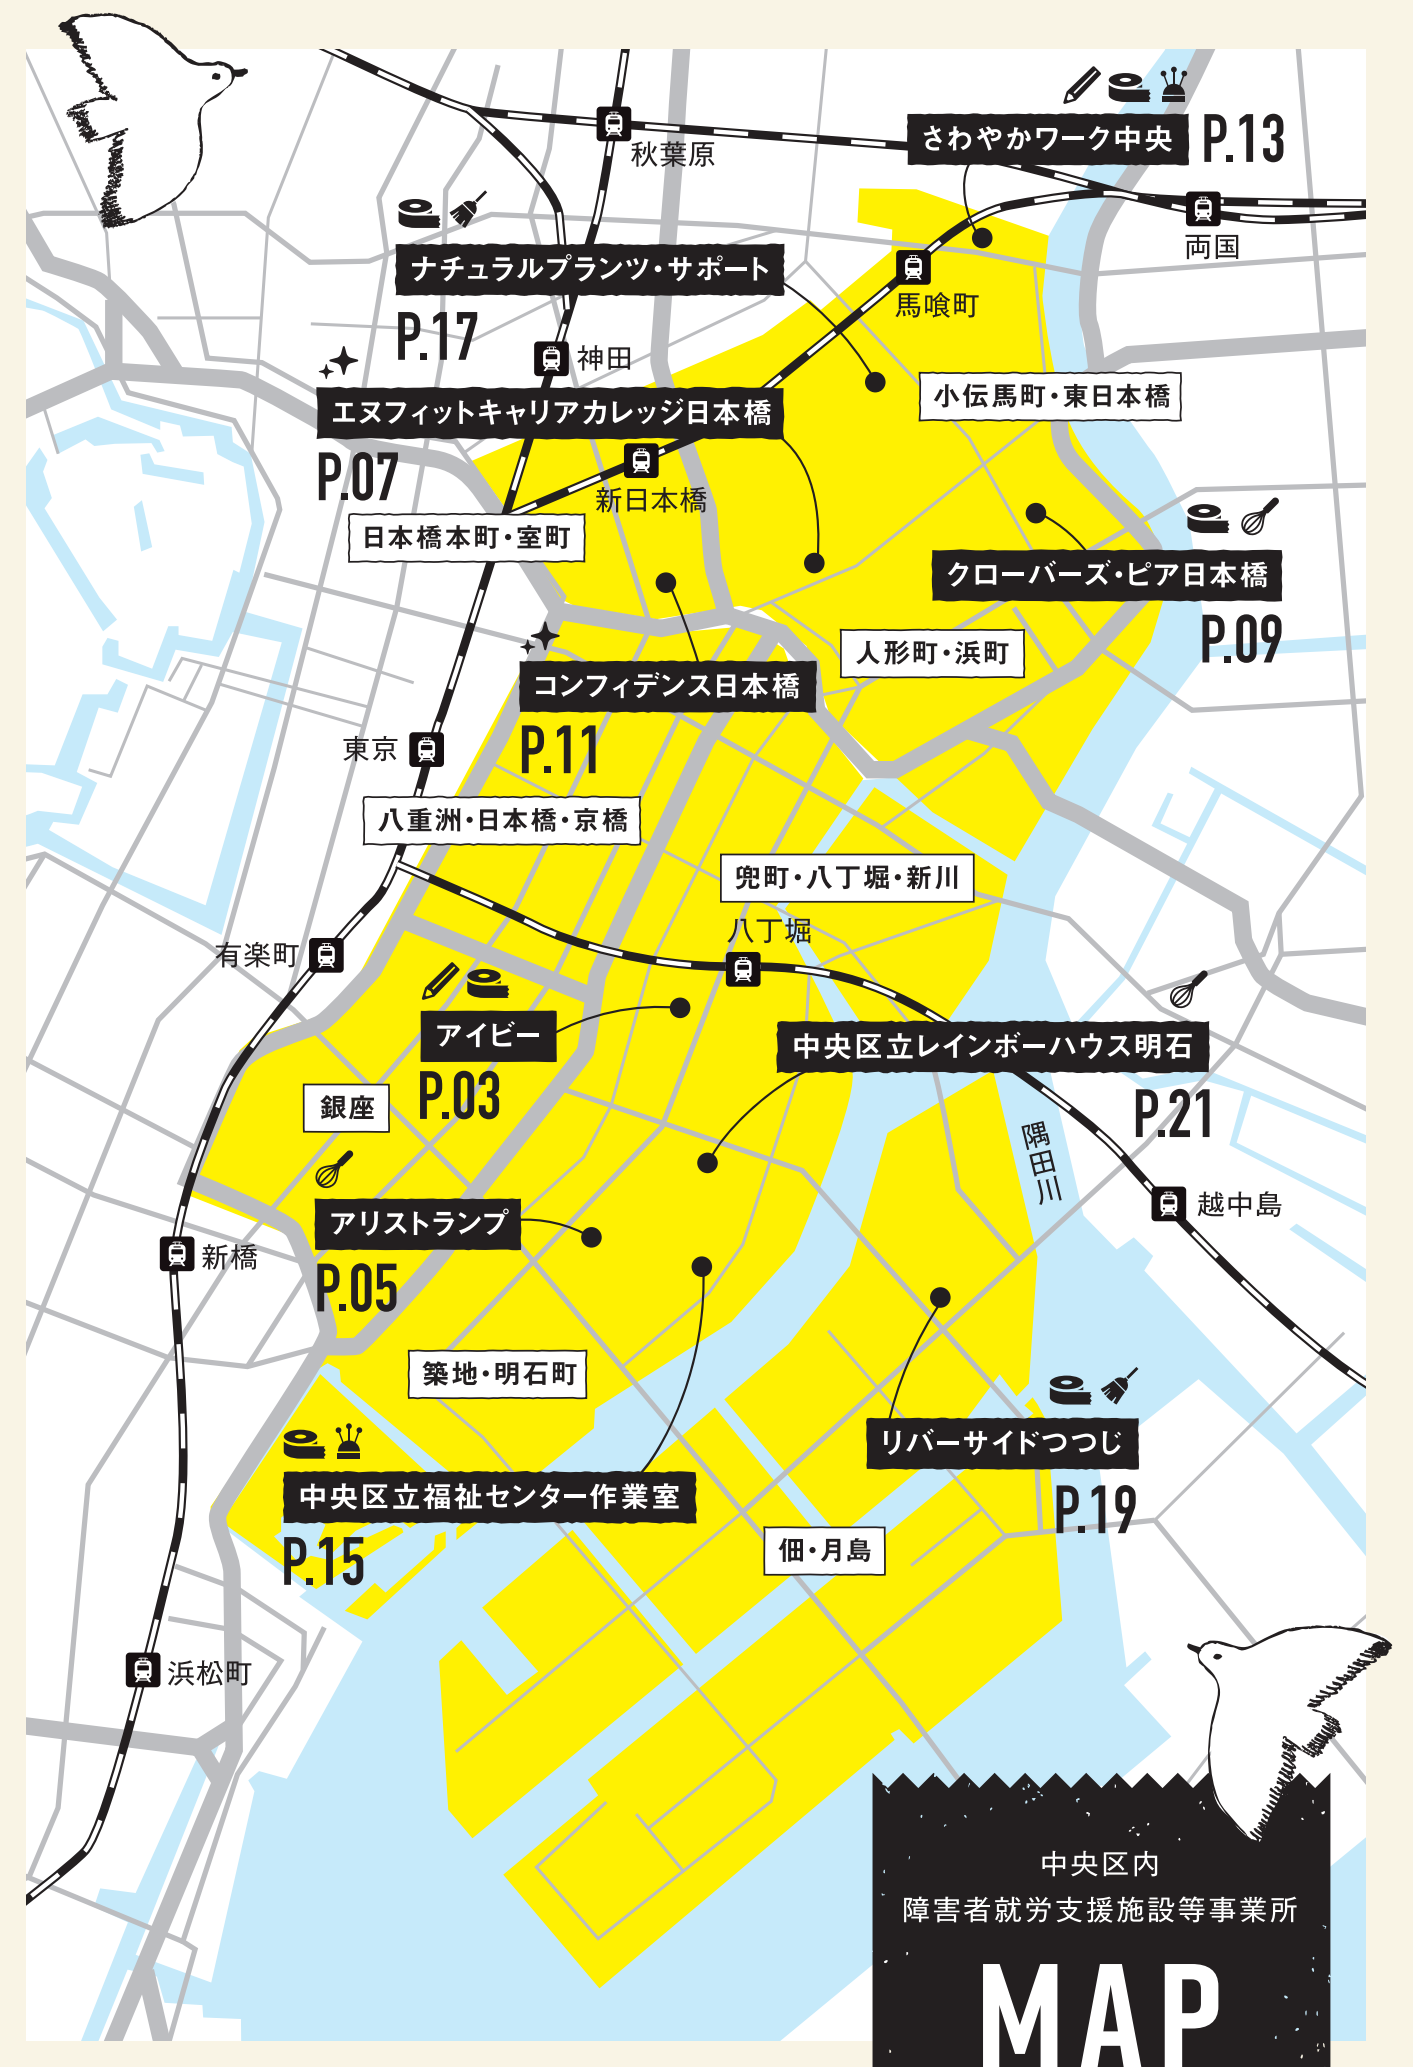 さわやかワーク中央
P.13
秋葉原
両国
ナチュラルプランツ・サポート
P.17
馬喰町
神田
小伝馬町・東日本橋
エヌフィットキャリアカレッジ日本橋
P.07
新日本橋
日本橋本町・室町
クローバーズ・ピア日本橋
P.09
人形町・浜町
コンフィデンス日本橋
P.11
東京
八重洲・日本橋・京橋
兜町・八丁堀・新川
八丁堀
有楽町
アイビー
P.03
中央区立レインボーハウス明石
P.21
銀座
隅田川
越中島
アリストランプ
P.05
新橋
築地・明石町
リバーサイドつつじ
P.19
中央区立福祉センター作業室
P.15
佃・月島
浜松町
中央区内
障害者就労支援施設等事業所
MAP